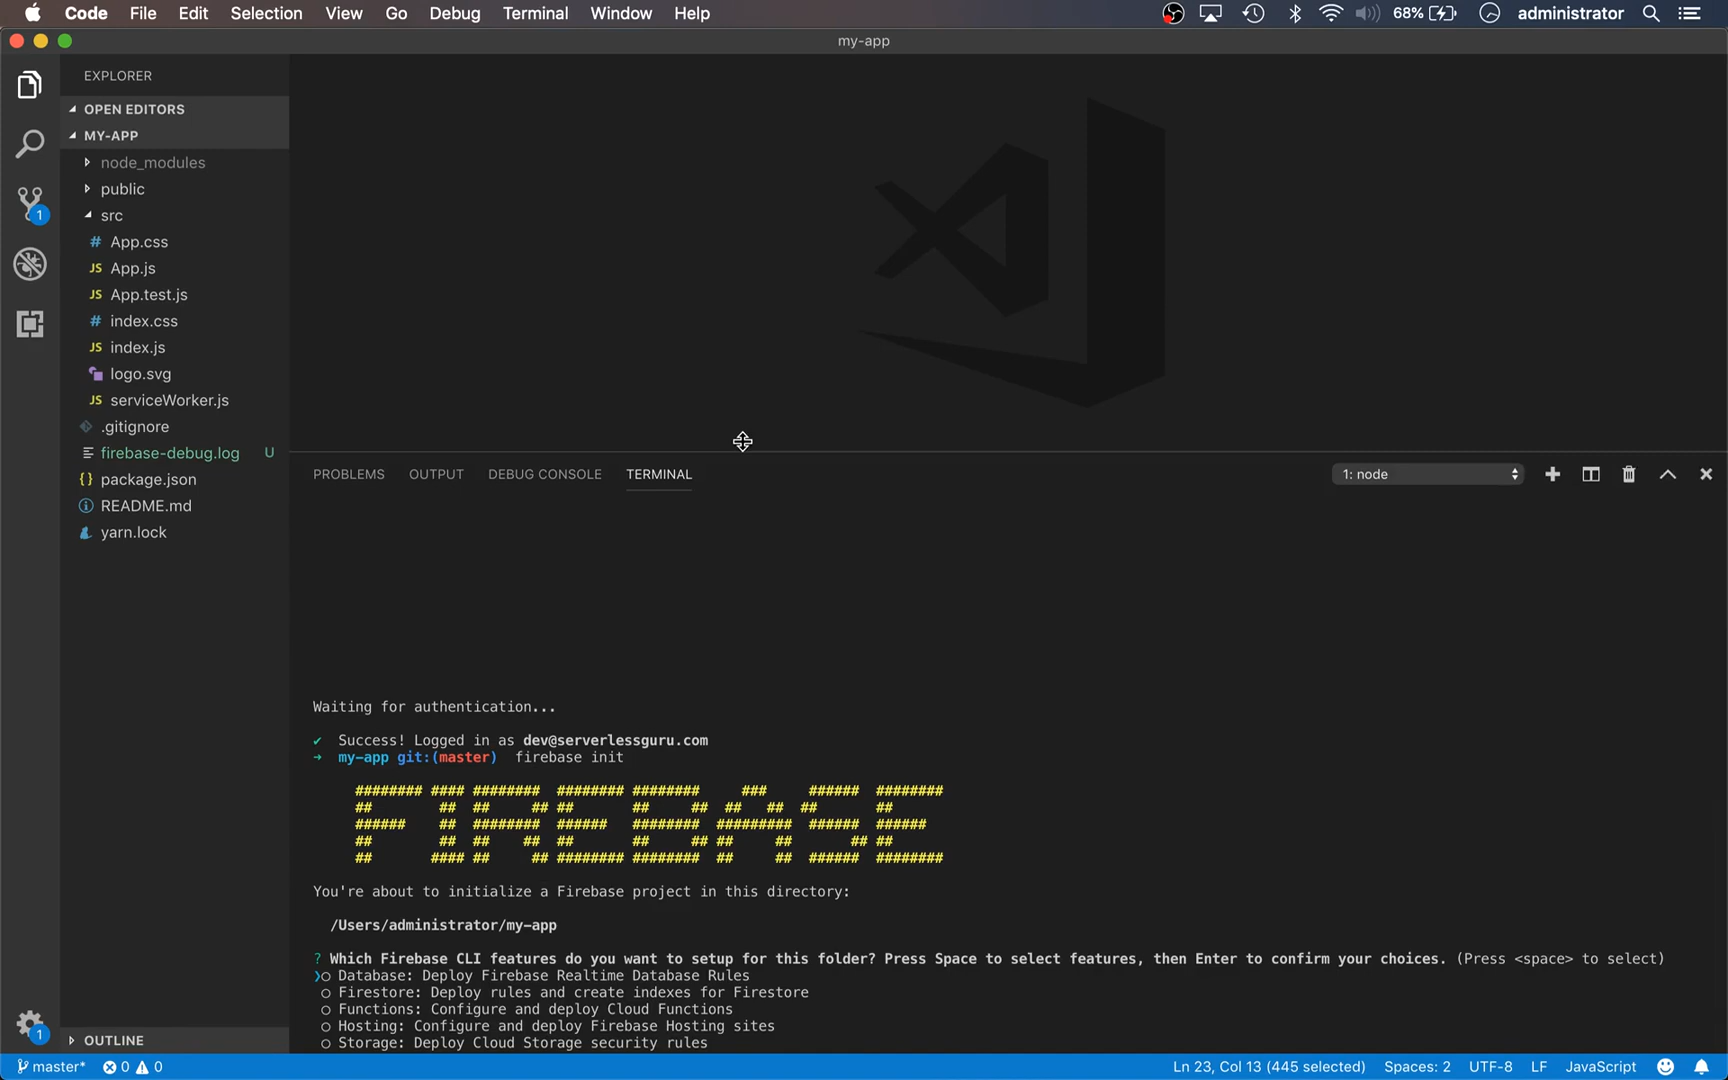 Code File Edit Selection View Go Debug Terminal Window Help 68% administrator
my-app
EXPLORER
OPEN EDITORS
MY-APP
node_modules
public
1
src
# App.css
JS App.js
JS App.test.js
# index.css
JS index.js
logo.svg
JS serviceWorker.js
.gitignore
firebase-debug.log U
{} package.json
README.md
yarn.lock
PROBLEMS OUTPUT DEBUG CONSOLE TERMINAL 1: node
Waiting for authentication...
✔ Success! Logged in as dev@serverlessguru.com
➜ my-app git:(master) firebase init
FIREBASE
You're about to initialize a Firebase project in this directory:
/Users/administrator/my-app
? Which Firebase CLI features do you want to setup for this folder? Press Space to select features, then Enter to confirm your choices. (Press <space> to select)
❯◯ Database: Deploy Firebase Realtime Database Rules
◯ Firestore: Deploy rules and create indexes for Firestore
◯ Functions: Configure and deploy Cloud Functions
◯ Hosting: Configure and deploy Firebase Hosting sites
◯ Storage: Deploy Cloud Storage security rules
1
OUTLINE
master* 0 0 Ln 23, Col 13 (445 selected) Spaces: 2 UTF-8 LF JavaScript